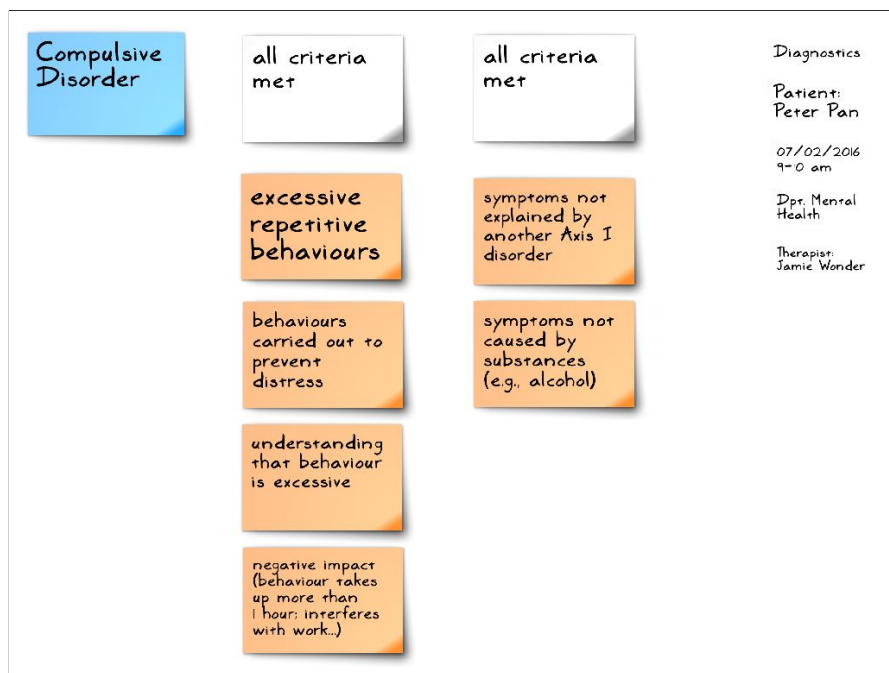 Compulsive
Disorder
all criteria
met
excessive
repetitive
behaviours
behaviours
carried out to
prevent
distress
understanding
that behaviour
is excessive
negative impact
(behaviour takes
up more than
1 hour; interferes
with work...)
all criteria
met
symptoms not
explained by
another Axis I
disorder
symptoms not
caused by
substances
(e.g., alcohol)
Diagnostics
Patient:
Peter Pan
07/02/2016
am
Dpt. Mental
Health
Therapist:
Jamie Wonder